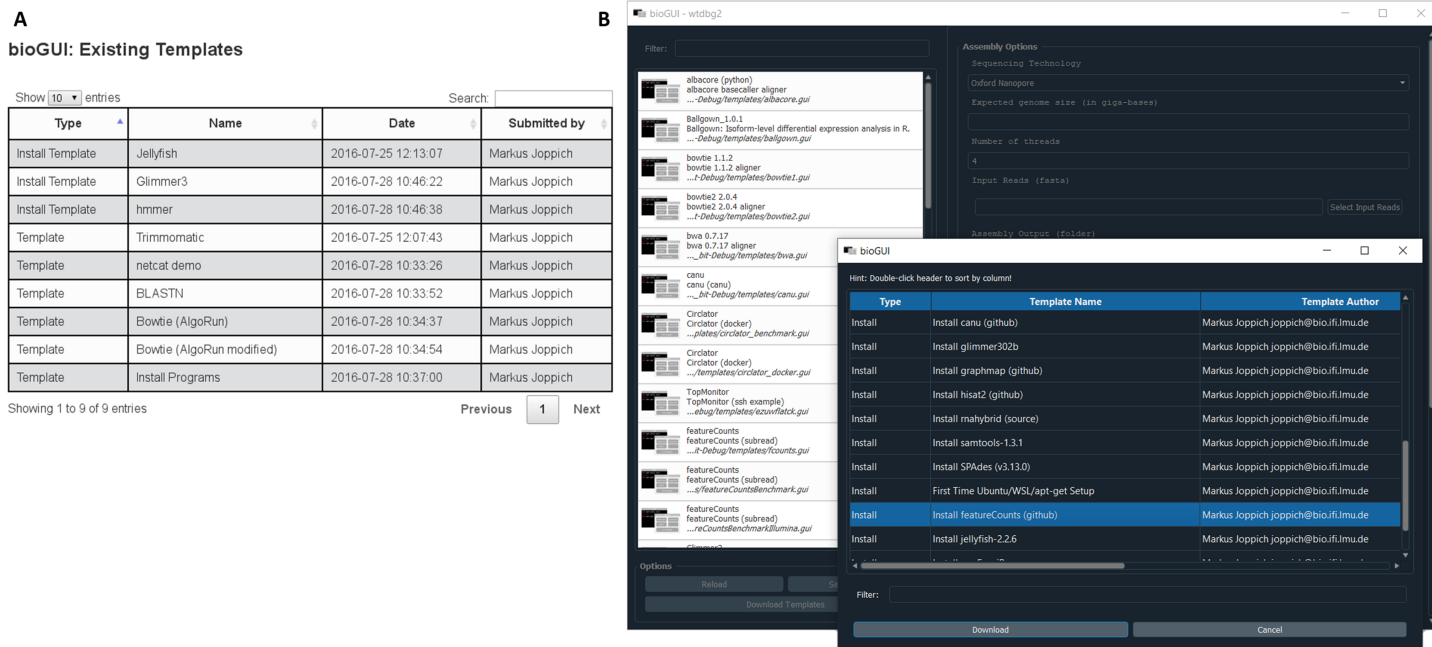 A
bioGUI: Existing Templates
Show 10 entries
Search:
Type Name Date Submitted by
Install Template Jellyfish 2016-07-25 12:13:07 Markus Joppich
Install Template Glimmer3 2016-07-28 10:46:22 Markus Joppich
Install Template hmmer 2016-07-28 10:46:38 Markus Joppich
Template Trimmomatic 2016-07-25 12:07:43 Markus Joppich
Template netcat demo 2016-07-28 10:33:26 Markus Joppich
Template BLASTN 2016-07-28 10:33:52 Markus Joppich
Template Bowtie (AlgoRun) 2016-07-28 10:34:37 Markus Joppich
Template Bowtie (AlgoRun modified) 2016-07-28 10:34:54 Markus Joppich
Template Install Programs 2016-07-28 10:37:00 Markus Joppich
Showing 1 to 9 of 9 entries
Previous 1 Next
B
bioGUI - wtdbg2
Filter:
albacore (python)
albacore basecaller aligner
...-Debug/templates/albacore.gui
Ballgown_1.0.1
Ballgown: Isoform-level differential expression analysis in R.
...-Debug/templates/ballgown.gui
bowtie 1.1.2
bowtie 1.1.2 aligner
...t-Debug/templates/bowtie1.gui
bowtie2 2.0.4
bowtie2 2.0.4 aligner
...t-Debug/templates/bowtie2.gui
bwa 0.7.17
bwa 0.7.17 aligner
..._bit-Debug/templates/bwa.gui
canu
canu (canu)
..._bit-Debug/templates/canu.gui
Circlator
Circlator (docker)
...plates/circlator_benchmark.gui
Circlator
Circlator (docker)
.../templates/circlator_docker.gui
TopMonitor
TopMonitor (ssh example)
...ebug/templates/ezuwflatck.gui
featureCounts
featureCounts (subread)
...it-Debug/templates/fcounts.gui
featureCounts
featureCounts (subread)
...s/featureCountsBenchmark.gui
featureCounts
featureCounts (subread)
...reCountsBenchmarkIllumina.gui
Glimmer2
Options
Reload
Download Templates
Assembly Options
Sequencing Technology
Oxford Nanopore
Expected genome size (in giga-bases)
Number of threads
4
Input Reads (fasta)
Select Input Reads
Assembly Output (folder)
bioGUI
Hint: Double-click header to sort by column!
Type Template Name Template Author
Install Install canu (github) Markus Joppich joppich@bio.ifi.lmu.de
Install Install glimmer302b Markus Joppich joppich@bio.ifi.lmu.de
Install Install graphmap (github) Markus Joppich joppich@bio.ifi.lmu.de
Install Install hisat2 (github) Markus Joppich joppich@bio.ifi.lmu.de
Install Install rnahybrid (source) Markus Joppich joppich@bio.ifi.lmu.de
Install Install samtools-1.3.1 Markus Joppich joppich@bio.ifi.lmu.de
Install Install SPAdes (v3.13.0) Markus Joppich joppich@bio.ifi.lmu.de
Install First Time Ubuntu/WSL/apt-get Setup Markus Joppich joppich@bio.ifi.lmu.de
Install Install featureCounts (github) Markus Joppich joppich@bio.ifi.lmu.de
Install Install jellyfish-2.2.6 Markus Joppich joppich@bio.ifi.lmu.de
Filter:
Download Cancel